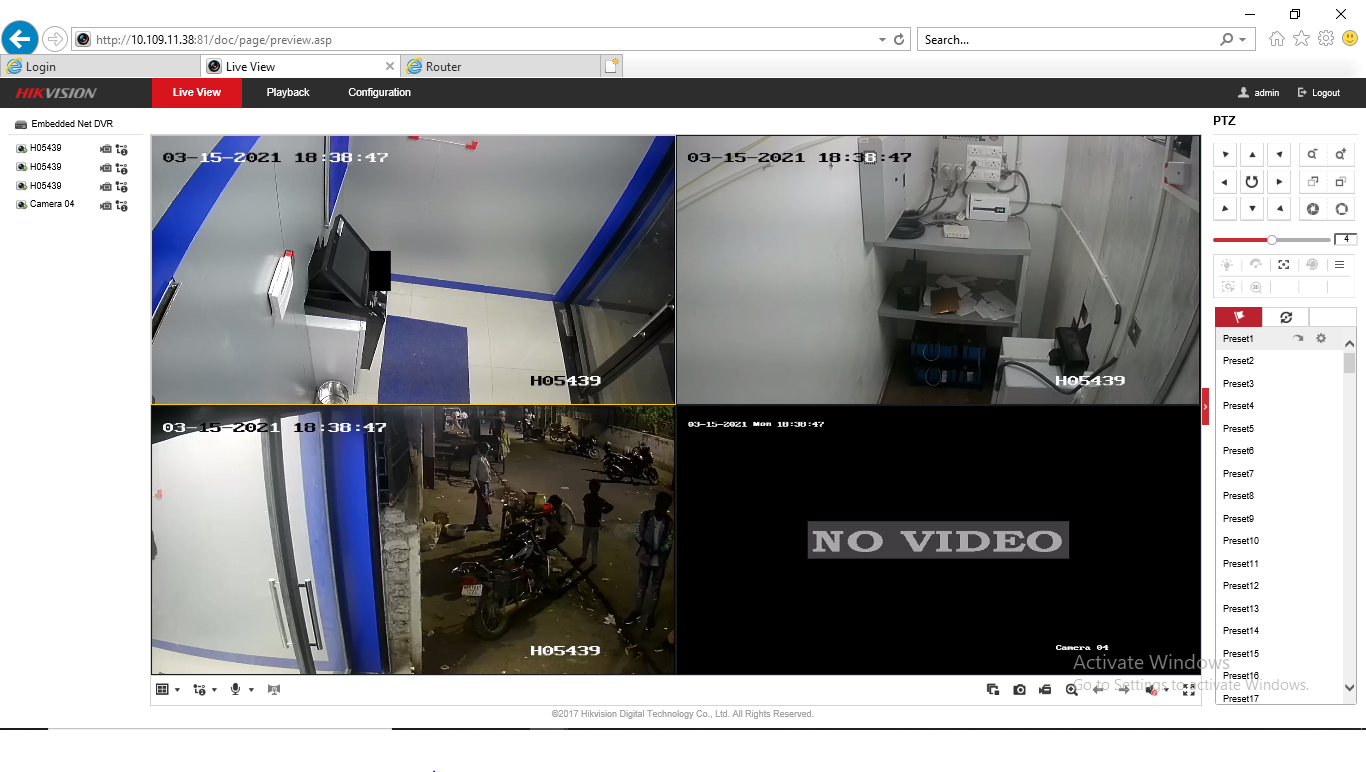 http://10.109.11.38:81/doc/page/preview.asp
Search...
Login
Live View
Router
HIKVISION
Live View
Playback
Configuration
admin
Logout
Embedded Net DVR
H05439
H05439
H05439
Camera 04
03-15-2021 18:38:47
H05439
03-15-2021 18:38:47
H05439
03-15-2021 18:38:47
H05439
03-15-2021 Mon 18:38:47
NO VIDEO
Camera 04
PTZ
4
Preset1
Preset2
Preset3
Preset4
Preset5
Preset6
Preset7
Preset8
Preset9
Preset10
Preset11
Preset12
Preset13
Preset14
Preset15
Preset16
Preset17
Activate Windows
Go to Settings to activate Windows.
©2017 Hikvision Digital Technology Co., Ltd. All Rights Reserved.